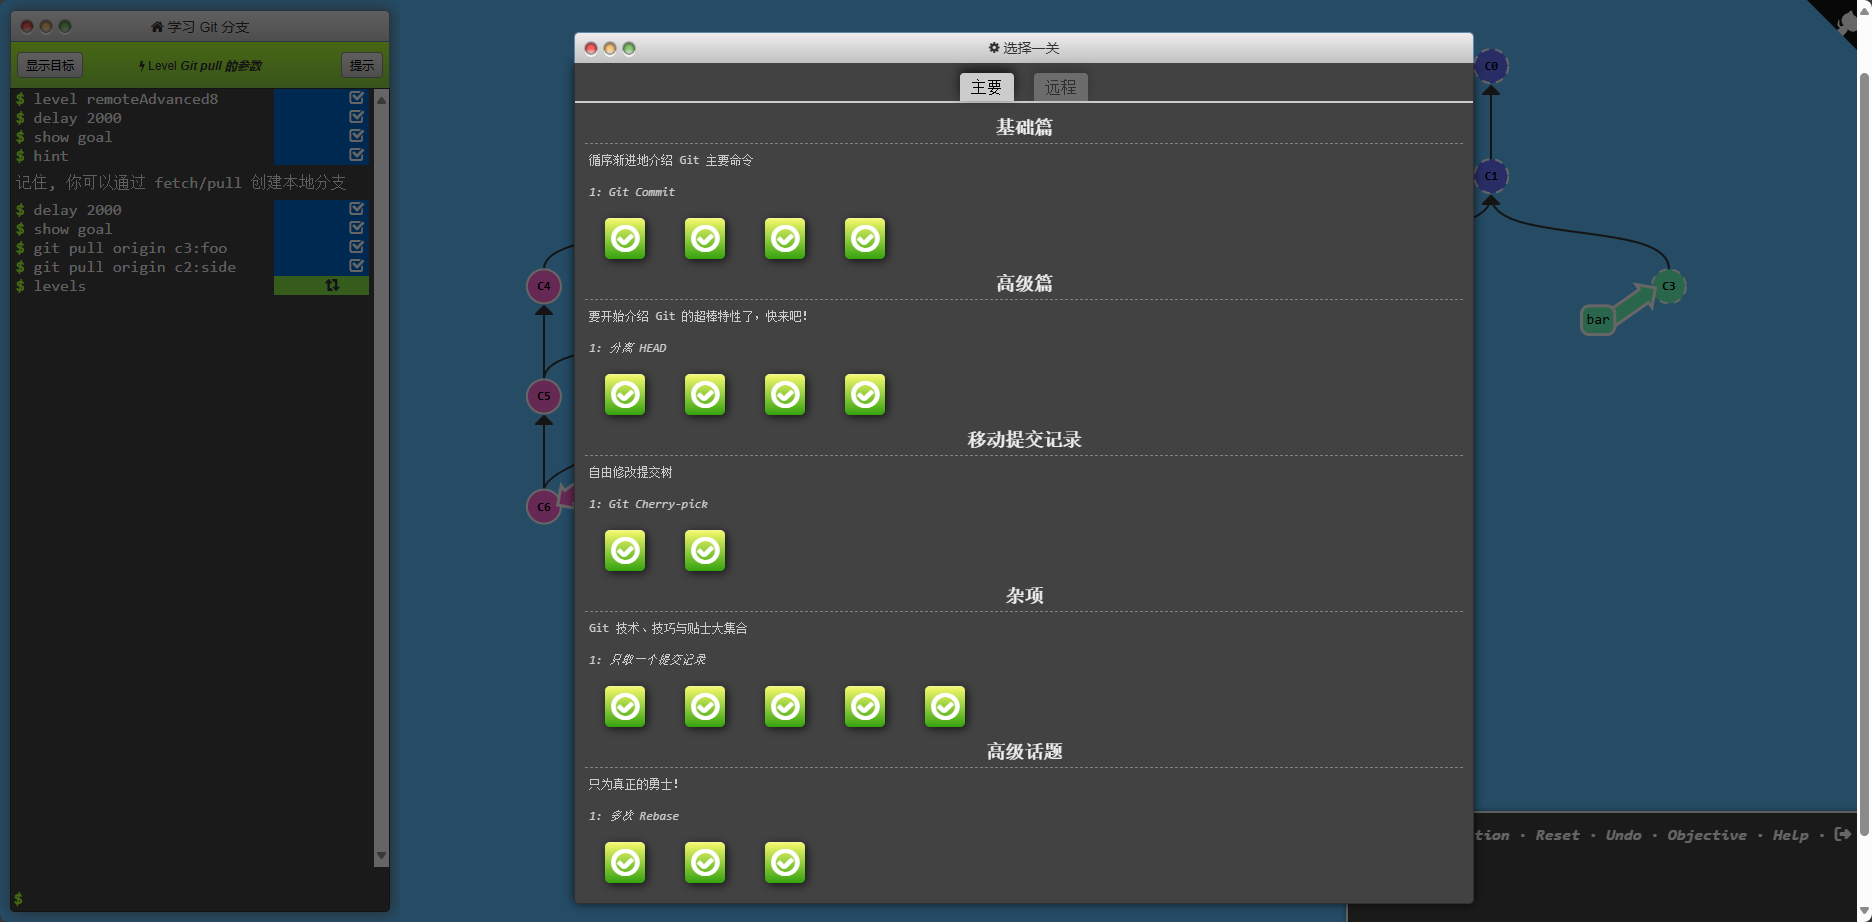 学习 Git 分支
显示目标
Level Git pull 的参数
提示
$ level remoteAdvanced8
$ delay 2000
$ show goal
$ hint
记住, 你可以通过 fetch/pull 创建本地分支
$ delay 2000
$ show goal
$ git pull origin c3:foo
$ git pull origin c2:side
$ levels
$
C4
C5
C6
选择一关
主要
远程
基础篇
循序渐进地介绍 Git 主要命令
1: Git Commit
高级篇
要开始介绍 Git 的超棒特性了，快来吧!
1: 分离 HEAD
移动提交记录
自由修改提交树
1: Git Cherry-pick
杂项
Git 技术、技巧与贴士大集合
1: 只取一个提交记录
高级话题
只为真正的勇士!
1: 多次 Rebase
C0
C1
C3
bar
tion · Reset · Undo · Objective · Help ·